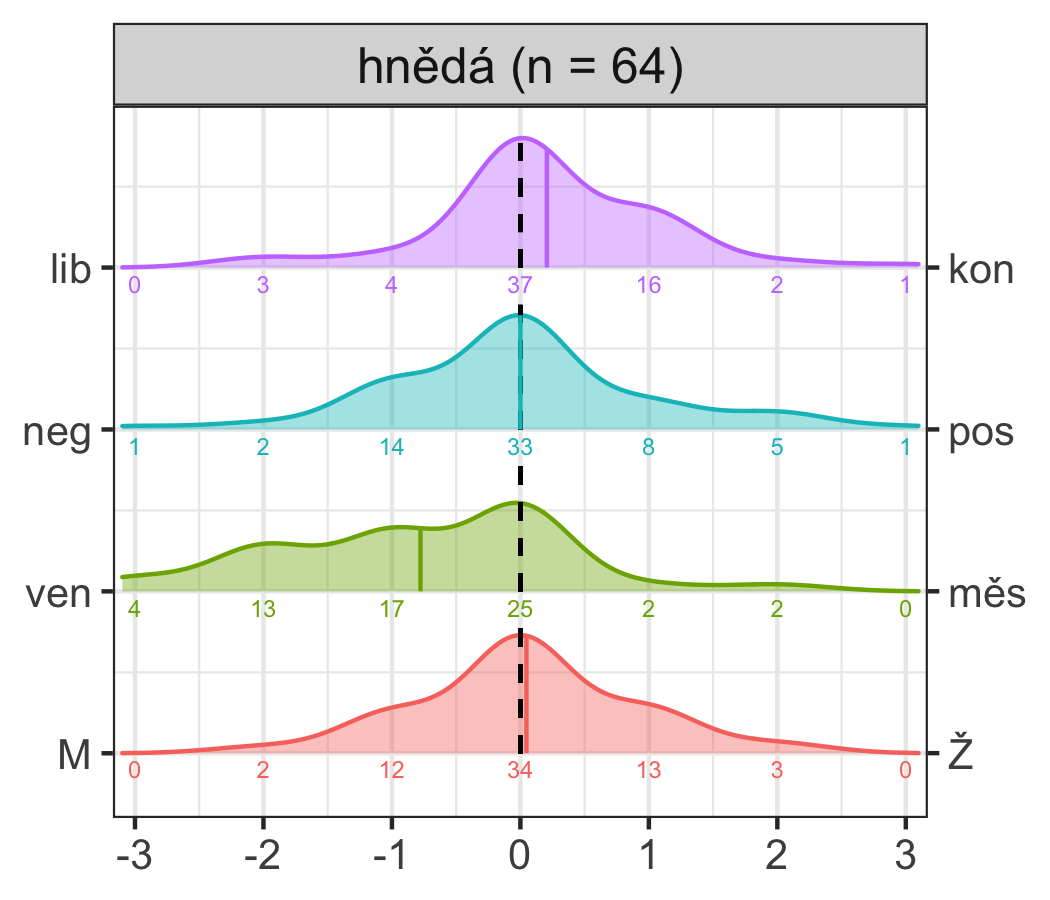 hnědá (n = 64)
lib kon
0 3 4 37 16 2 1
neg pos
1 2 14 33 8 5 1
ven měs
4 13 17 25 2 2 0
M Ž
0 2 12 34 13 3 0
-3 -2 -1 0 1 2 3